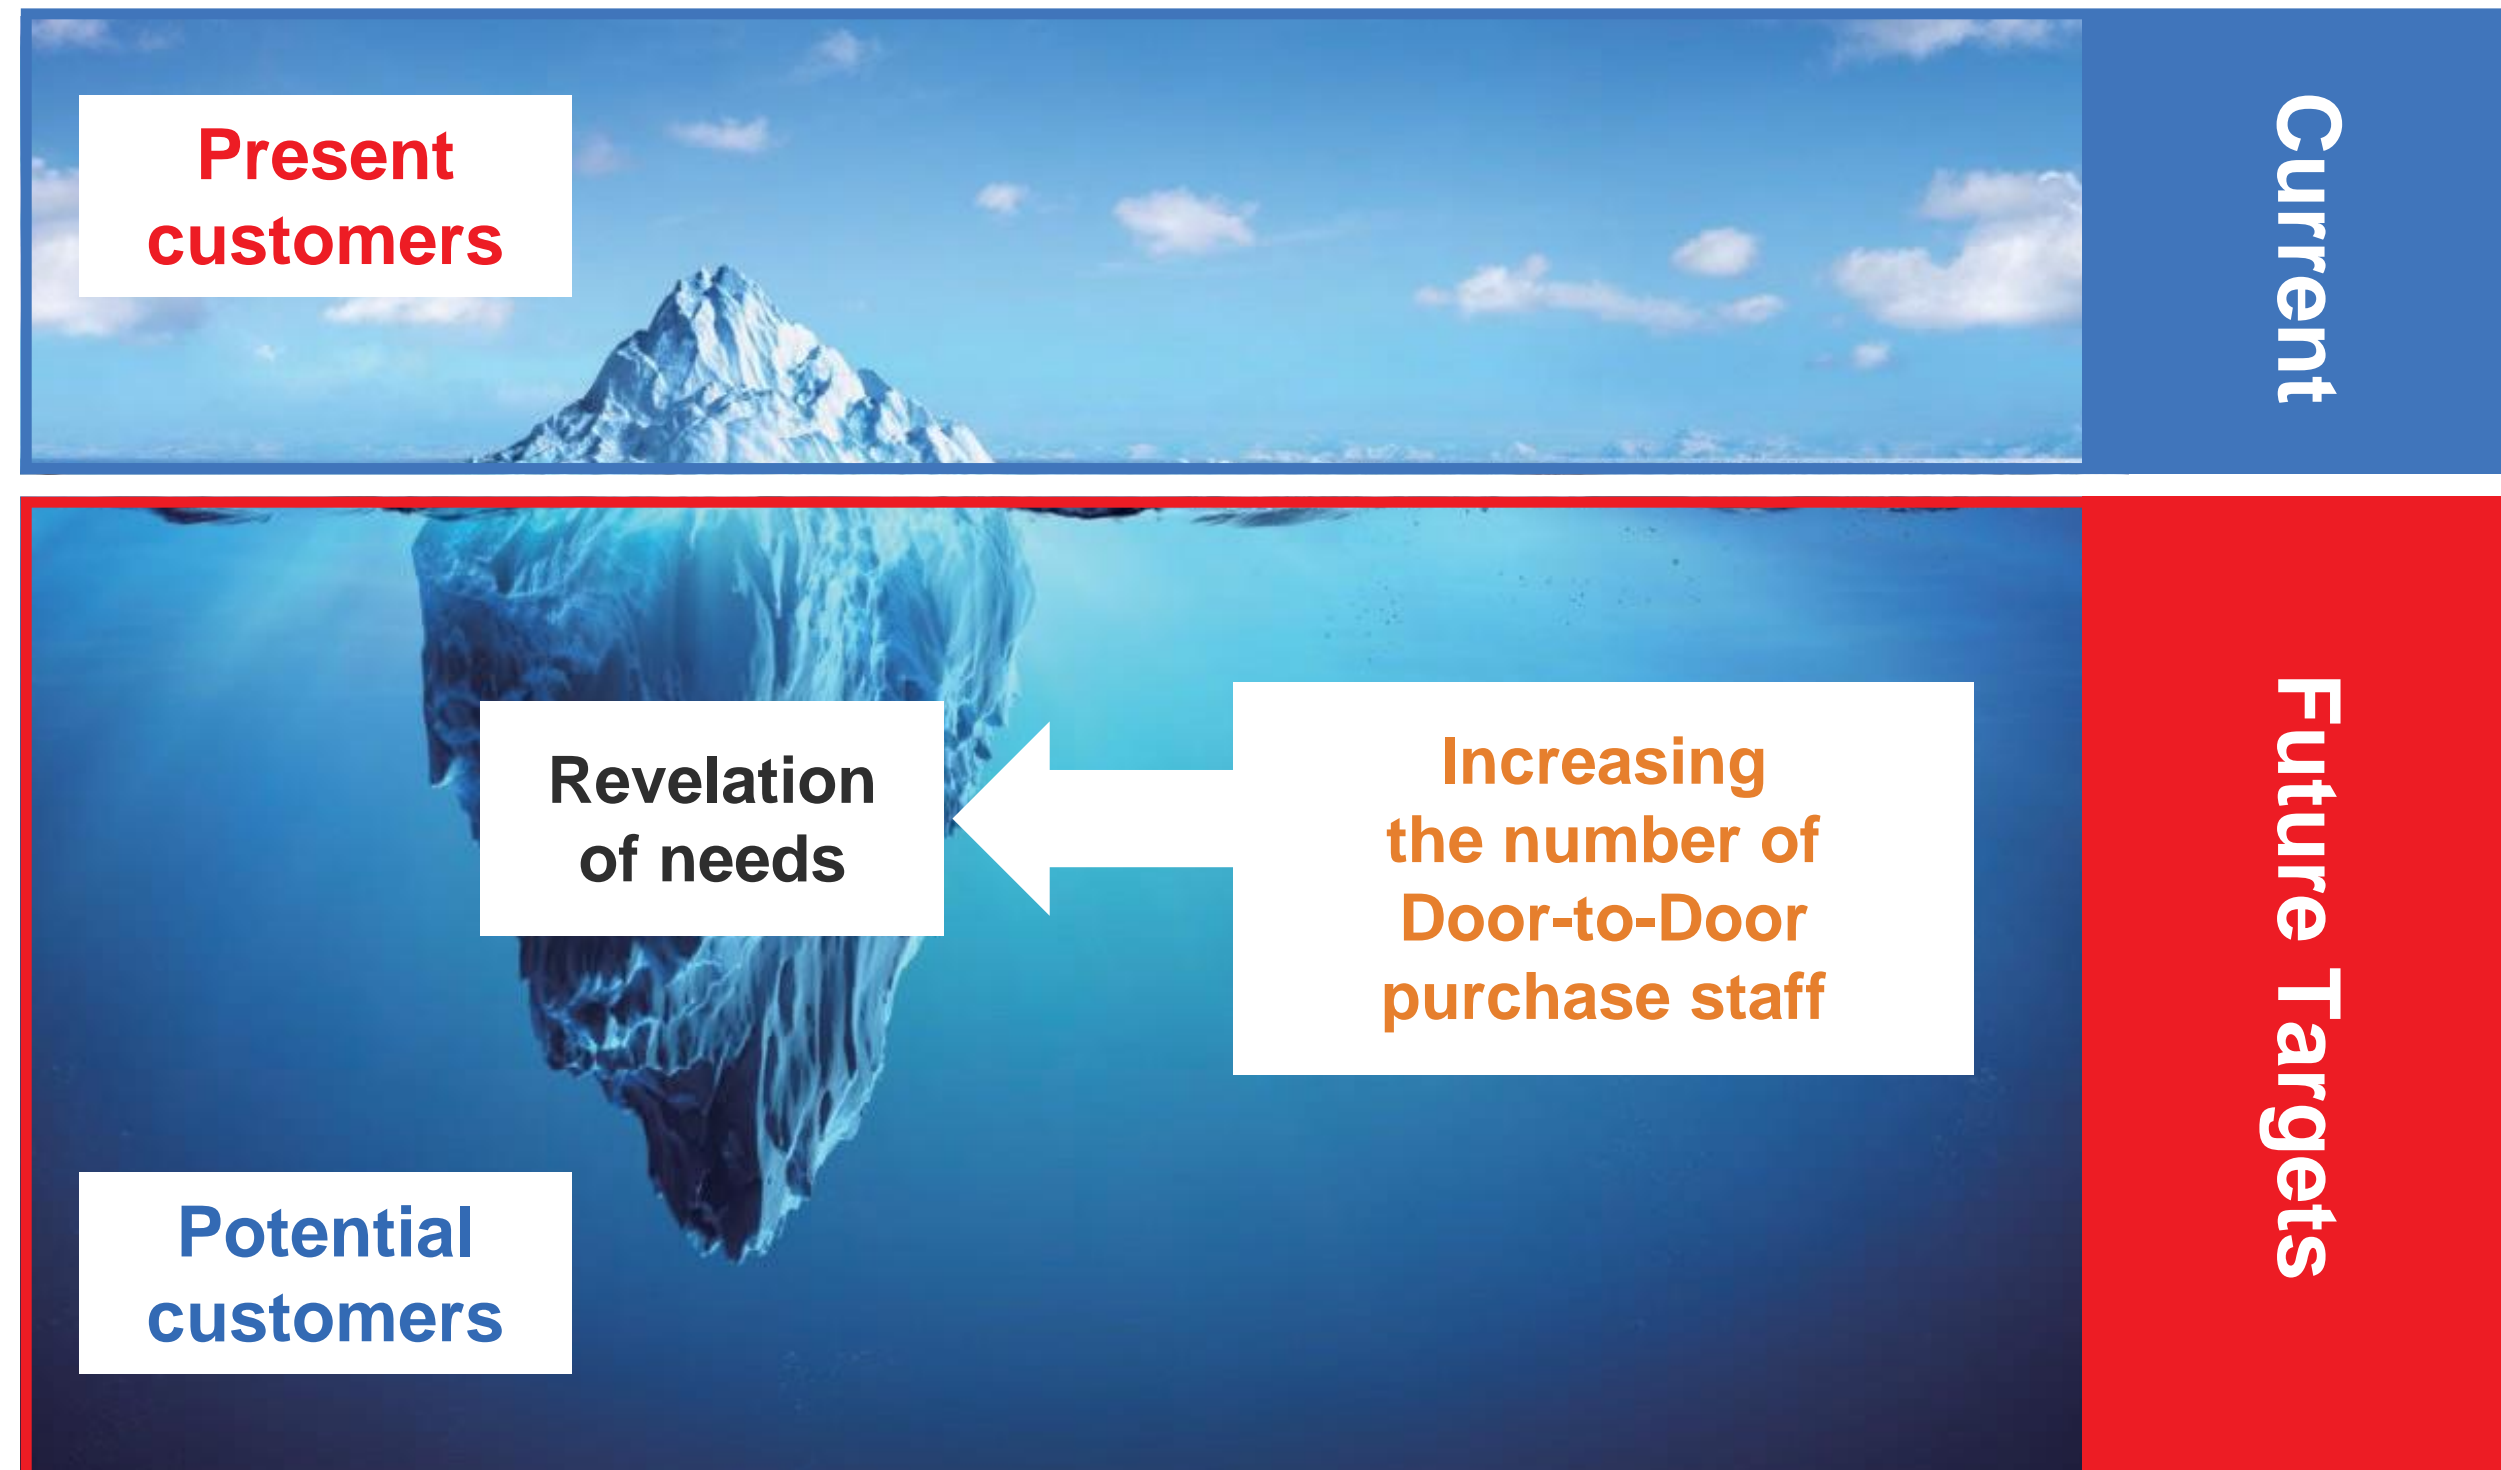 Present
customers
Current
Revelation
of needs
Increasing
the number of
Door-to-Door
purchase staff
Potential
customers
Future Targets